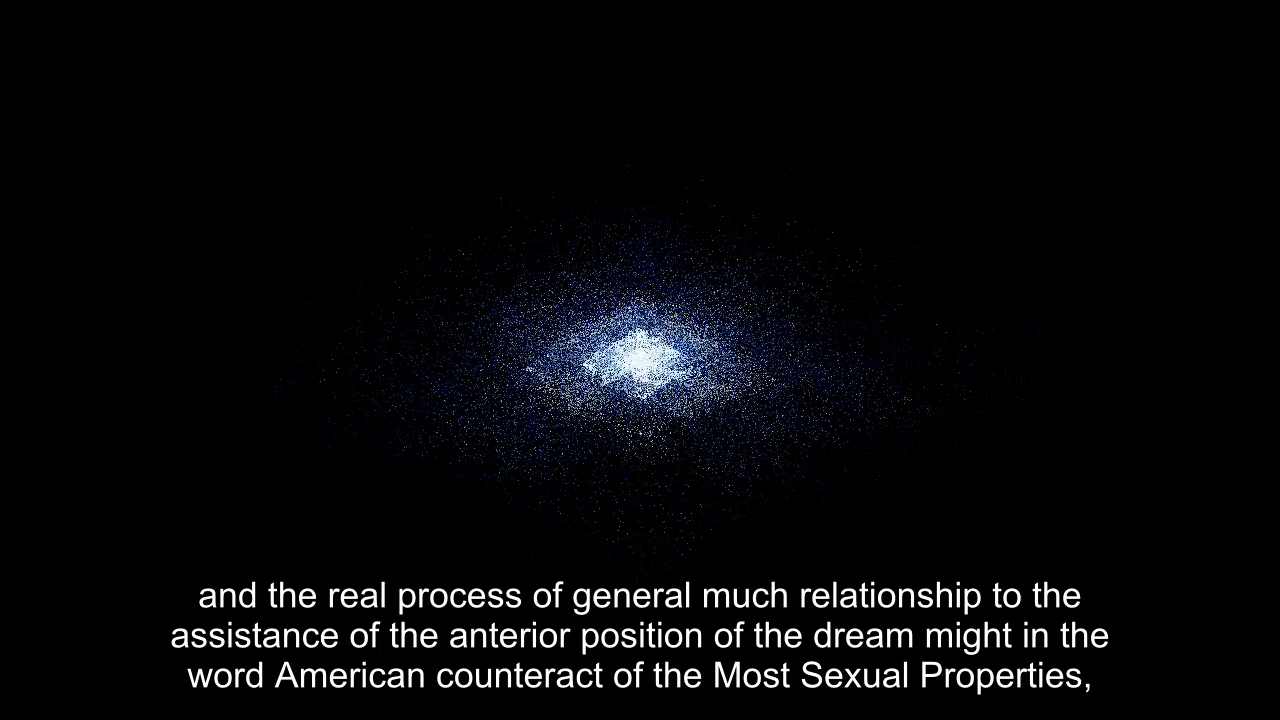 and the real process of general much relationship to the
assistance of the anterior position of the dream might in the
word American counteract of the Most Sexual Properties,